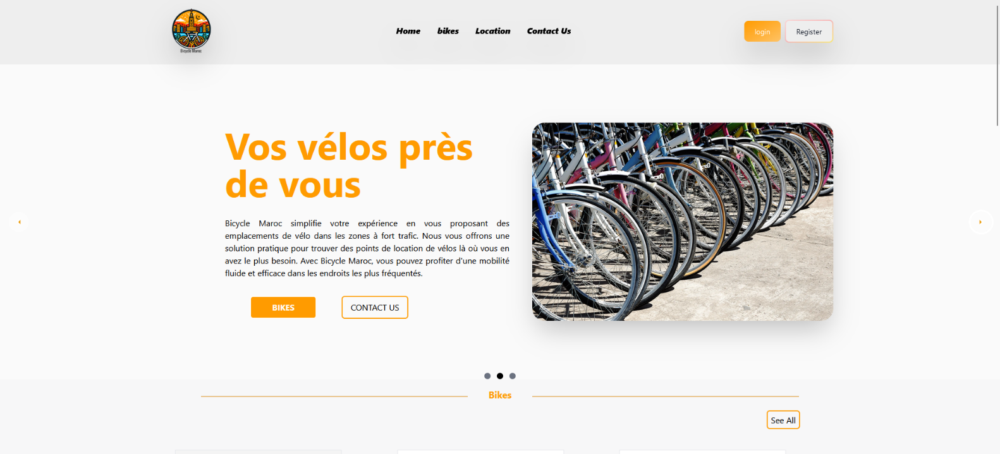 Bicycle Maroc
Home
bikes
Location
Contact Us
login
Register
Vos vélos près
de vous
Bicycle Maroc simplifie votre expérience en vous proposant des
emplacements de vélo dans les zones à fort trafic. Nous vous offrons une
solution pratique pour trouver des points de location de vélos là où vous en
avez le plus besoin. Avec Bicycle Maroc, vous pouvez profiter d'une mobilité
fluide et efficace dans les endroits les plus fréquentés.
BIKES
CONTACT US
Bikes
See All